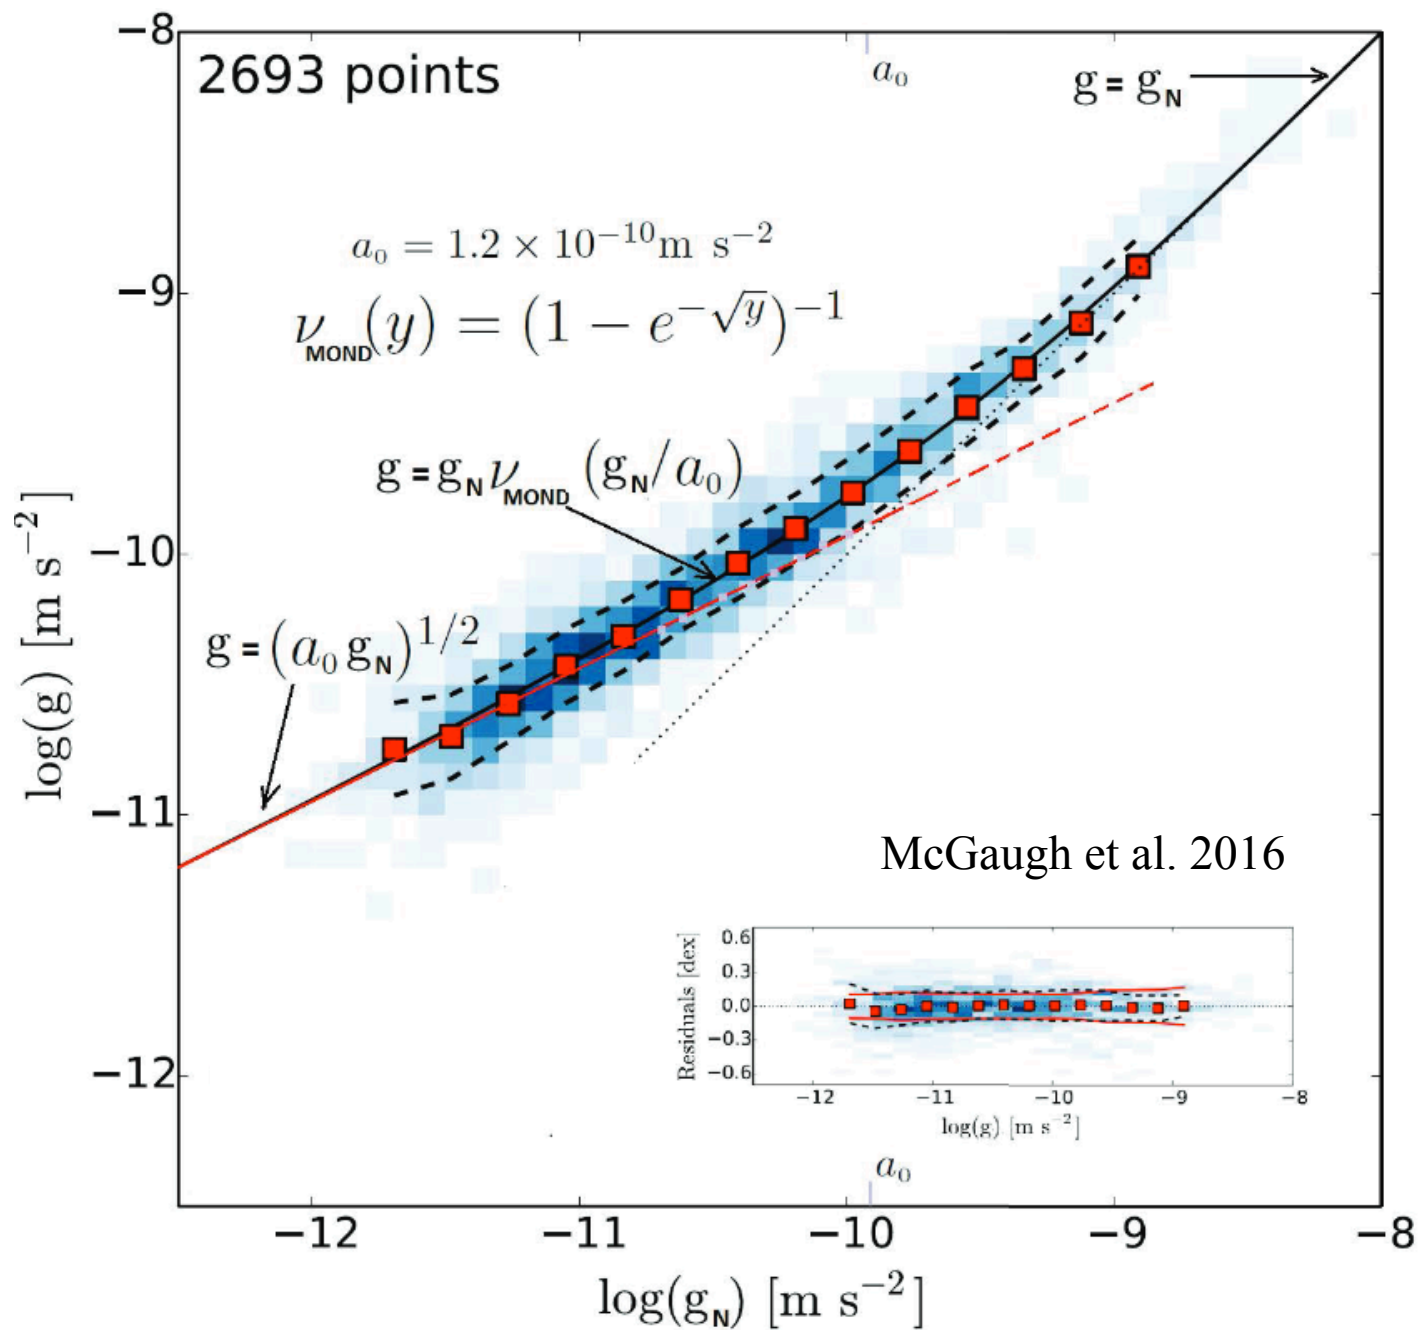 2693 points
a₀
g = g_N
a₀ = 1.2 × 10⁻¹⁰ m s⁻²
ν_MOND(y) = (1 − e^{−√y})⁻¹
g = g_N ν_MOND (g_N/a₀)
g = (a₀ g_N)^{1/2}
McGaugh et al. 2016
−8
−9
−10
−11
−12
log(g) [m s⁻²]
0.6
0.3
0.0
−0.3
−0.6
Residuals [dex]
−12 −11 −10 −9 −8
log(g) [m s⁻²]
a₀
−12 −11 −10 −9 −8
log(g_N) [m s⁻²]